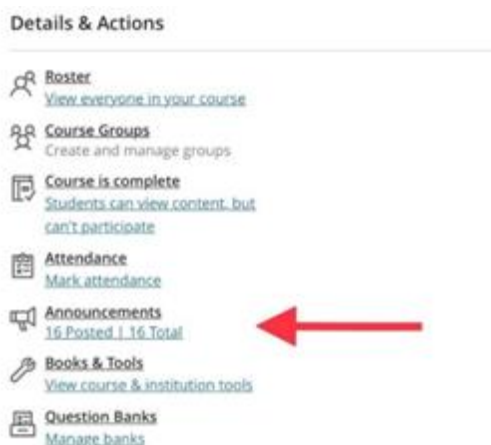 Details & Actions
Roster
View everyone in your course
Course Groups
Create and manage groups
Course is complete
Students can view content, but
can't participate
Attendance
Mark attendance
Announcements
16 Posted | 16 Total
Books & Tools
View course & institution tools
Question Banks
Manage banks